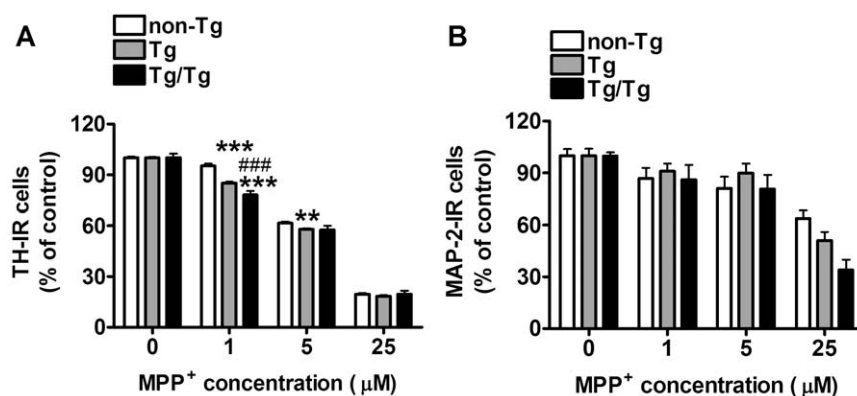 A
non-Tg
Tg
Tg/Tg
TH-IR cells
(% of control)
120
90
60
30
0
***
###
***
**
0 1 5 25
MPP⁺ concentration ( μM)
B
non-Tg
Tg
Tg/Tg
MAP-2-IR cells
(% of control)
120
90
60
30
0
0 1 5 25
MPP⁺ concentration ( μM)